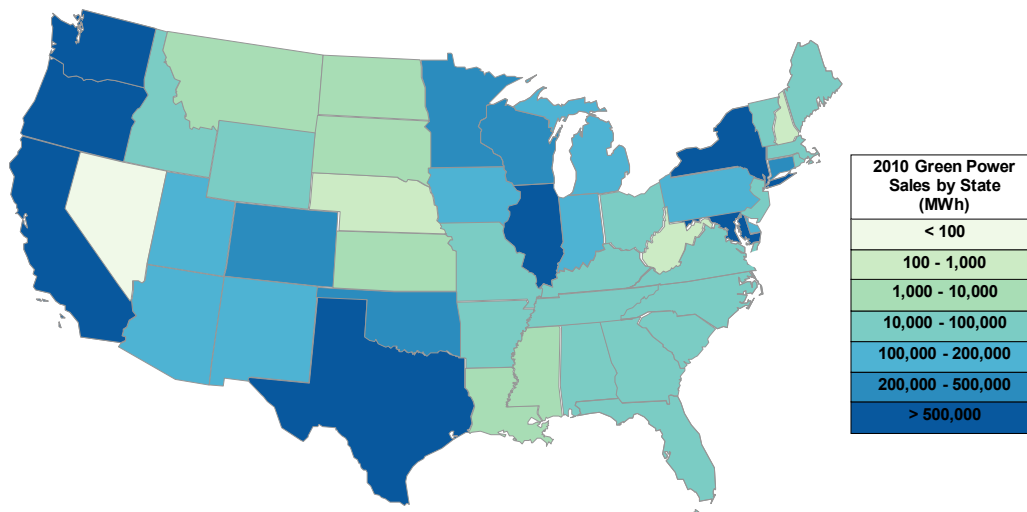 2010 Green Power
Sales by State
(MWh)
< 100
100 - 1,000
1,000 - 10,000
10,000 - 100,000
100,000 - 200,000
200,000 - 500,000
> 500,000